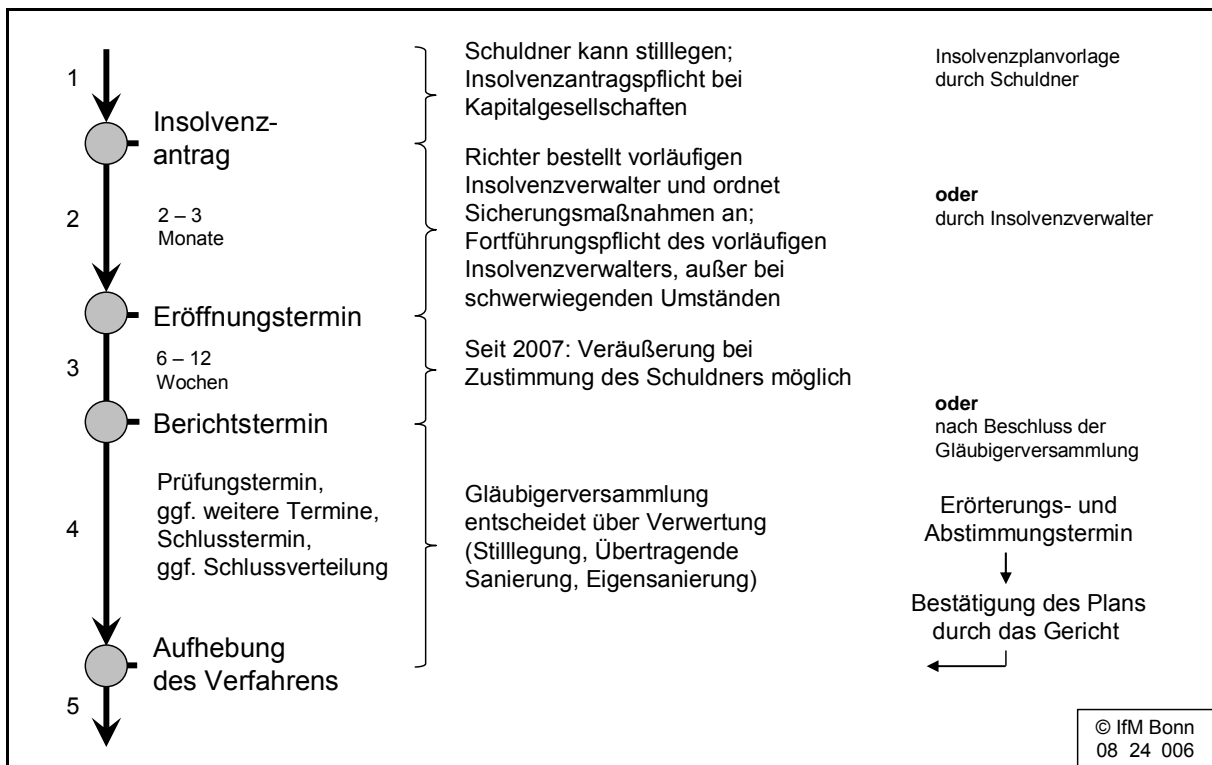 1
Insolvenz-
antrag
2
2 – 3
Monate
Eröffnungstermin
3
6 – 12
Wochen
Berichtstermin
4
Prüfungstermin,
ggf. weitere Termine,
Schlusstermin,
ggf. Schlussverteilung
Aufhebung
des Verfahrens
5
Schuldner kann stilllegen;
Insolvenzantragspflicht bei
Kapitalgesellschaften
Richter bestellt vorläufigen
Insolvenzverwalter und ordnet
Sicherungsmaßnahmen an;
Fortführungspflicht des vorläufigen
Insolvenzverwalters, außer bei
schwerwiegenden Umständen
Seit 2007: Veräußerung bei
Zustimmung des Schuldners möglich
Gläubigerversammlung
entscheidet über Verwertung
(Stilllegung, Übertragende
Sanierung, Eigensanierung)
Insolvenzplanvorlage
durch Schuldner
oder
durch Insolvenzverwalter
oder
nach Beschluss der
Gläubigerversammlung
Erörterungs- und
Abstimmungstermin
Bestätigung des Plans
durch das Gericht
© IfM Bonn
08 24 006